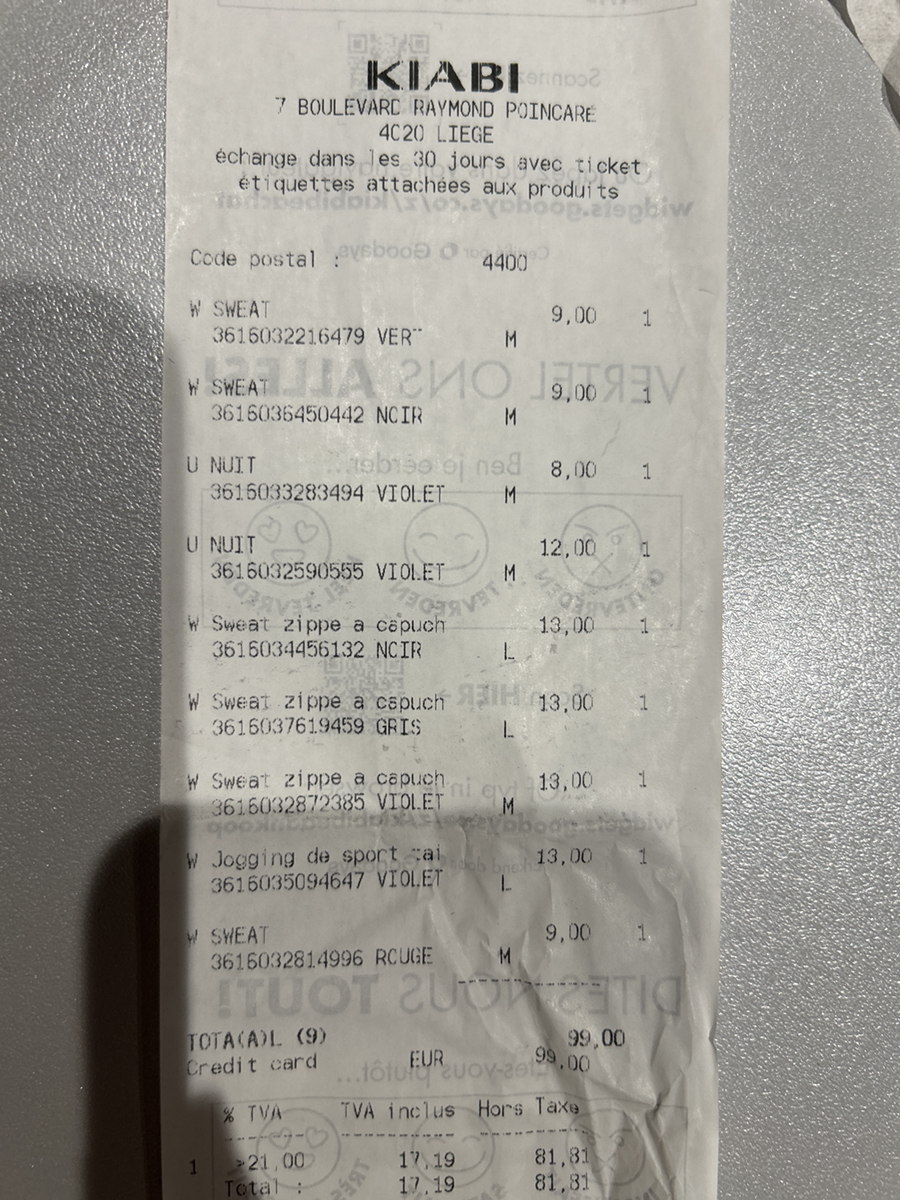 KIABI
7 BOULEVARD RAYMOND POINCARE
4020 LIEGE
échange dans les 30 jours avec ticket
étiquettes attachées aux produits
Code postal : 4400
W SWEAT 9,00 1
3616032216479 VERT M
W SWEAT 9,00 1
3616036450442 NOIR M
U NUIT 8,00 1
3616033283494 VIOLET M
U NUIT 12,00 1
3616032590555 VIOLET M
W Sweat zippe a capuch 13,00 1
3616034456132 NOIR L
W Sweat zippe a capuch 13,00 1
3616037619459 GRIS L
W Sweat zippe a capuch 13,00 1
3616032872385 VIOLET M
W Jogging de sport tai 13,00 1
3616035094647 VIOLET L
W SWEAT 9,00 1
3616032814996 ROUGE M
TOTA(A)L (9) 99,00
Credit card EUR 99,00
% TVA TVA inclus Hors Taxe
1 >21,00 17,19 81,81
Total : 17,19 81,81